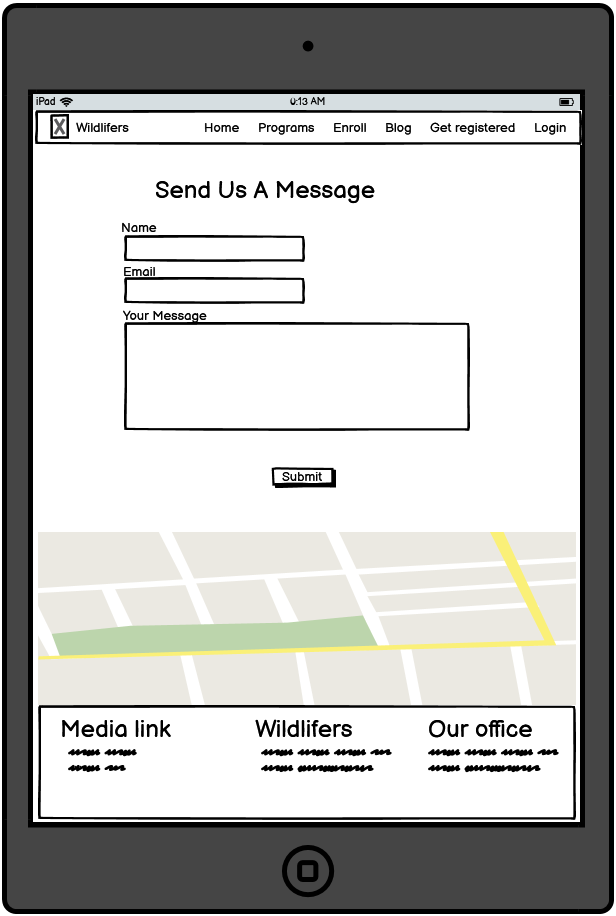 iPad 0:13 AM
Wildlifers Home Programs Enroll Blog Get registered Login
Send Us A Message
Name
Email
Your Message
Submit
Media link Wildlifers Our office